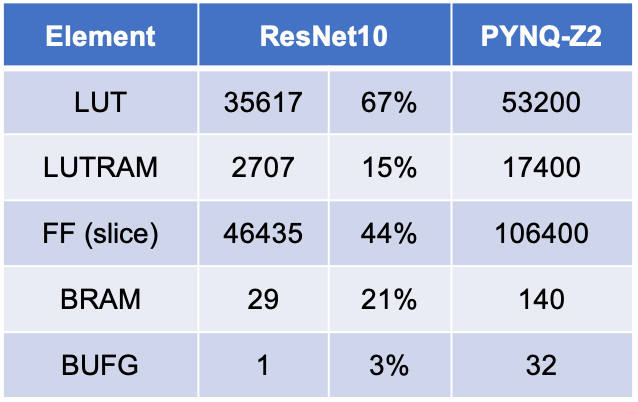 Element ResNet10 PYNQ-Z2
LUT 35617 67% 53200
LUTRAM 2707 15% 17400
FF (slice) 46435 44% 106400
BRAM 29 21% 140
BUFG 1 3% 32